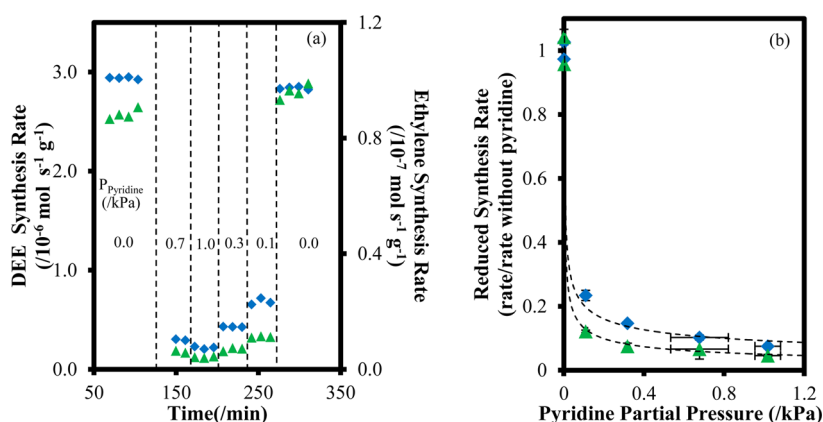 (a)
DEE Synthesis Rate
(/10⁻⁶ mol s⁻¹ g⁻¹)
3.0
2.0
1.0
0.0
P_Pyridine
(/kPa)
0.0 0.7 1.0 0.3 0.1 0.0
1.2
0.8
0.4
0.0
Ethylene Synthesis Rate
(/10⁻⁷ mol s⁻¹ g⁻¹)
50 150 250 350
Time(/min)
(b)
Reduced Synthesis Rate
(rate/rate without pyridine)
1
0.8
0.6
0.4
0.2
0
0 0.4 0.8 1.2
Pyridine Partial Pressure (/kPa)